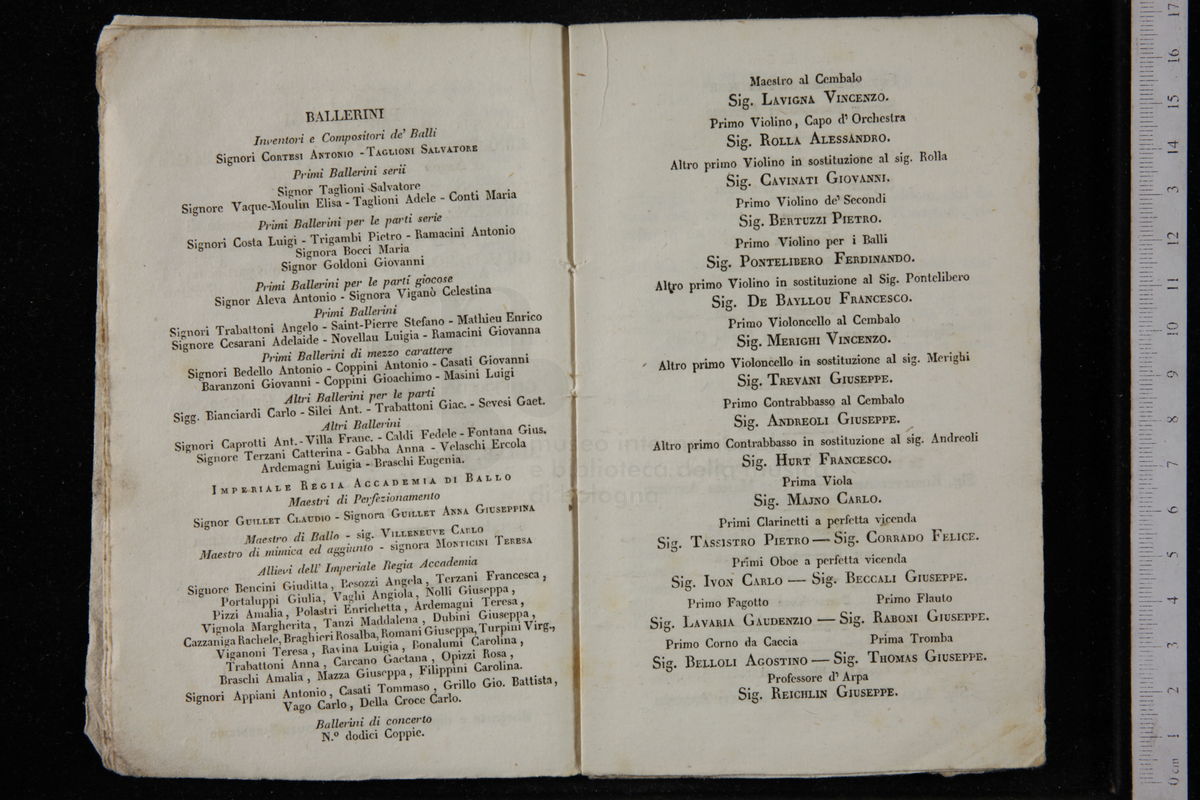 BALLERINI
Inventori e Compositori de' Balli
Signori Cortesi Antonio - Taglioni Salvatore
Primi Ballerini serii
Signor Taglioni Salvatore
Signore Vaque-Moulin Elisa - Taglioni Adele - Conti Maria
Primi Ballerini per le parti serie
Signori Costa Luigi - Trigambi Pietro - Ramacini Antonio
Signora Bocci Maria
Signor Goldoni Giovanni
Primi Ballerini per le parti giocose
Signor Aleva Antonio - Signora Viganò Celestina
Primi Ballerini
Signori Trabattoni Angelo - Saint-Pierre Stefano - Mathieu Enrico
Signore Cesarani Adelaide - Novellau Luigia - Ramacini Giovanna
Primi Ballerini di mezzo carattere
Signori Bedello Antonio - Coppini Antonio - Casati Giovanni
Baranzoni Giovanni - Coppini Gioachimo - Masini Luigi
Altri Ballerini per le parti
Sigg. Bianciardi Carlo - Silei Ant. - Trabattoni Giac. - Sevesi Gaet.
Altri Ballerini
Signori Caprotti Ant. - Villa Franc. - Caldi Fedele - Fontana Gius.
Signore Terzani Catterina - Gabba Anna - Velaschi Ercola
Ardemagni Luigia - Braschi Eugenia.
Imperiale Regia Accademia di Ballo
Maestri di Perfezionamento
Signor Guillet Claudio - Signora Guillet Anna Giuseppina
Maestro di Ballo - sig. Villeneuve Carlo
Maestro di mimica ed aggiunto - signora Monticini Teresa
Allievi dell' Imperiale Regia Accademia
Signore Bencini Giuditta, Besozzi Angela, Terzani Francesca,
Portaluppi Giulia, Vaghi Angiola, Nolli Giuseppa,
Pizzi Amalia, Polastri Enrichetta, Ardemagni Teresa,
Vignola Margherita, Tanzi Maddalena, Dubini Giuseppa,
Cazzaniga Rachele, Braghieri Rosalba, Romani Giuseppa, Turpini Virg.,
Viganoni Teresa, Ravina Luigia, Bonalumi Carolina,
Trabattoni Anna, Carcano Gaetana, Opizzi Rosa,
Braschi Amalia, Mazza Giuseppa, Filippini Carolina.
Signori Appiani Antonio, Casati Tommaso, Grillo Gio. Battista,
Vago Carlo, Della Croce Carlo.
Ballerini di concerto
N.º dodici Coppie.
Maestro al Cembalo
Sig. Lavigna Vincenzo.
Primo Violino, Capo d' Orchestra
Sig. Rolla Alessandro.
Altro primo Violino in sostituzione al sig. Rolla
Sig. Cavinati Giovanni.
Primo Violino de' Secondi
Sig. Bertuzzi Pietro.
Primo Violino per i Balli
Sig. Pontelibero Ferdinando.
Altro primo Violino in sostituzione al Sig. Pontelibero
Sig. De Bayllou Francesco.
Primo Violoncello al Cembalo
Sig. Merighi Vincenzo.
Altro primo Violoncello in sostituzione al sig. Merighi
Sig. Trevani Giuseppe.
Primo Contrabbasso al Cembalo
Sig. Andreoli Giuseppe.
Altro primo Contrabbasso in sostituzione al sig. Andreoli
Sig. Hurt Francesco.
Prima Viola
Sig. Majno Carlo.
Primi Clarinetti a perfetta vicenda
Sig. Tassistro Pietro — Sig. Corrado Felice.
Primi Oboe a perfetta vicenda
Sig. Ivon Carlo — Sig. Beccali Giuseppe.
Primo Fagotto Primo Flauto
Sig. Lavaria Gaudenzio — Sig. Raboni Giuseppe.
Primo Corno da Caccia Prima Tromba
Sig. Belloli Agostino — Sig. Thomas Giuseppe.
Professore d' Arpa
Sig. Reichlin Giuseppe.
0 cm 1 2 3 4 5 6 7 8 9 10 11 12 13 14 15 16 17